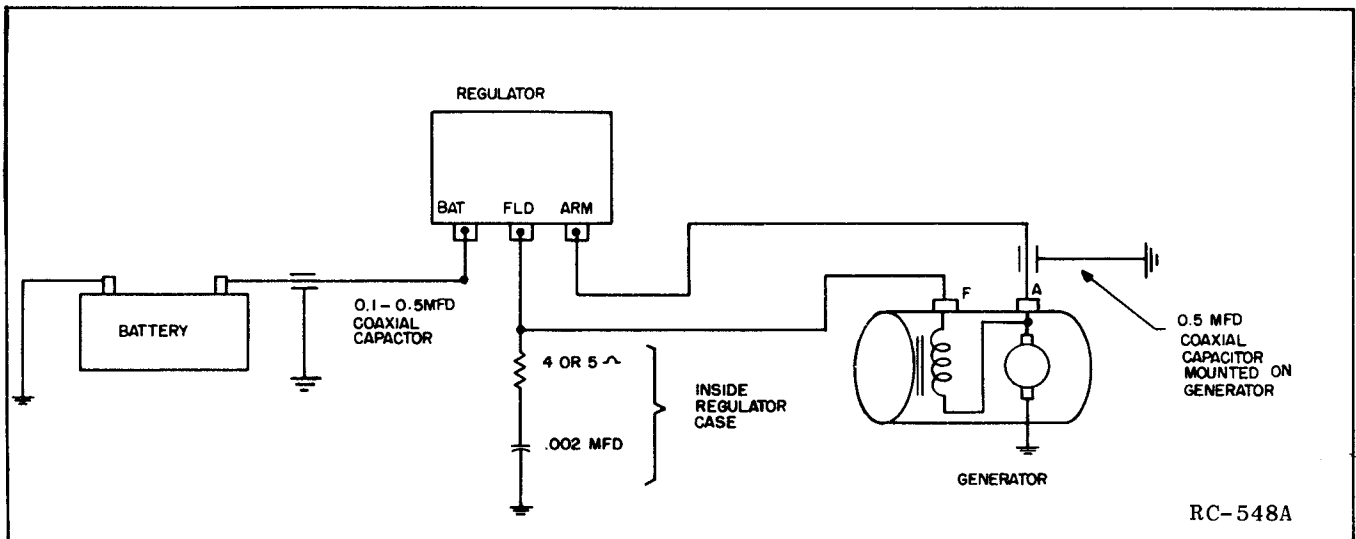 REGULATOR
BAT FLD ARM
BATTERY
0.1-0.5MFD
COAXIAL
CAPACTOR
4 OR 5 ᴖ
.002 MFD
INSIDE
REGULATOR
CASE
F A
0.5 MFD
COAXIAL
CAPACITOR
MOUNTED ON
GENERATOR
GENERATOR
RC-548A